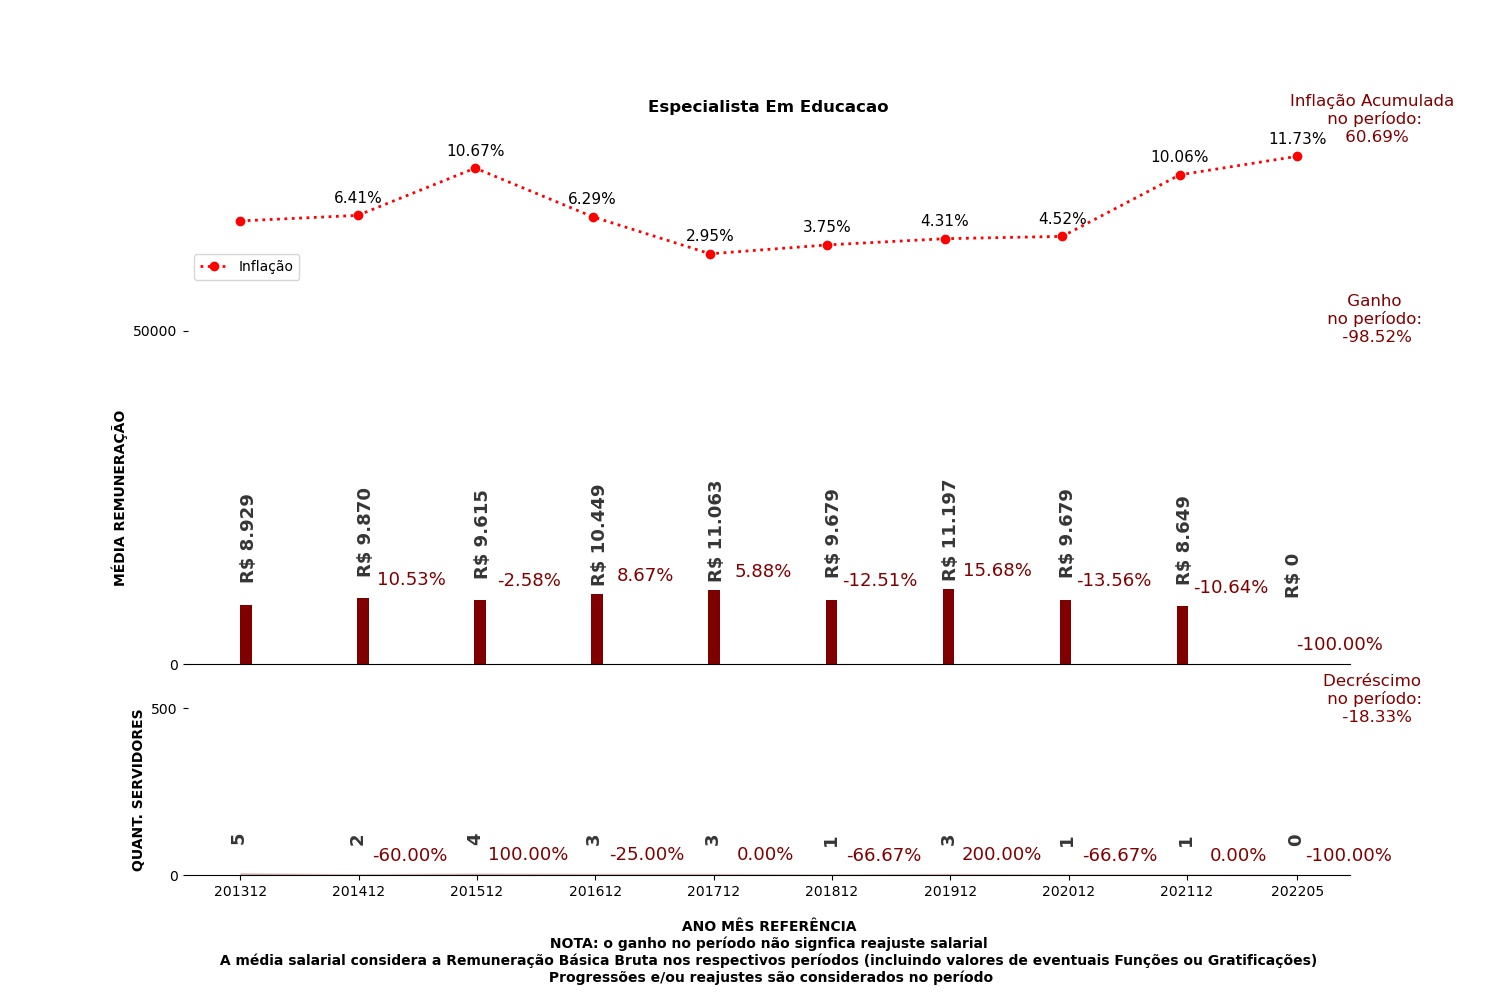 Especialista Em Educacao
Inflação Acumulada
no período:
60.69%
6.41%
10.67%
6.29%
2.95%
3.75%
4.31%
4.52%
10.06%
11.73%
Inflação
Ganho
no período:
-98.52%
50000
0
MÉDIA REMUNERAÇÃO
R$ 8.929
R$ 9.870
R$ 9.615
R$ 10.449
R$ 11.063
R$ 9.679
R$ 11.197
R$ 9.679
R$ 8.649
R$ 0
10.53%
-2.58%
8.67%
5.88%
-12.51%
15.68%
-13.56%
-10.64%
-100.00%
Decréscimo
no período:
-18.33%
500
0
QUANT. SERVIDORES
5
2
4
3
3
1
3
1
1
0
-60.00%
100.00%
-25.00%
0.00%
-66.67%
200.00%
-66.67%
0.00%
-100.00%
201312
201412
201512
201612
201712
201812
201912
202012
202112
202205
ANO MÊS REFERÊNCIA
NOTA: o ganho no período não signfica reajuste salarial
A média salarial considera a Remuneração Básica Bruta nos respectivos períodos (incluindo valores de eventuais Funções ou Gratificações)
Progressões e/ou reajustes são considerados no período